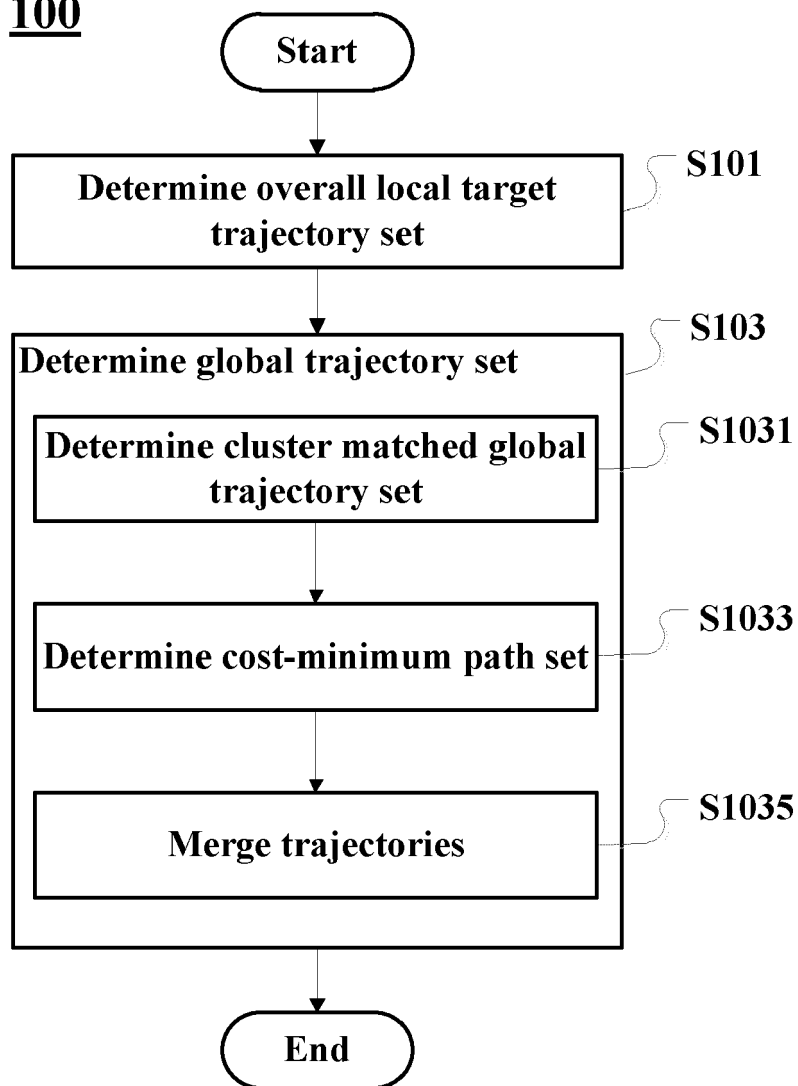 100
Start
Determine overall local target
trajectory set
S101
Determine global trajectory set
S103
Determine cluster matched global
trajectory set
S1031
Determine cost-minimum path set
S1033
Merge trajectories
S1035
End